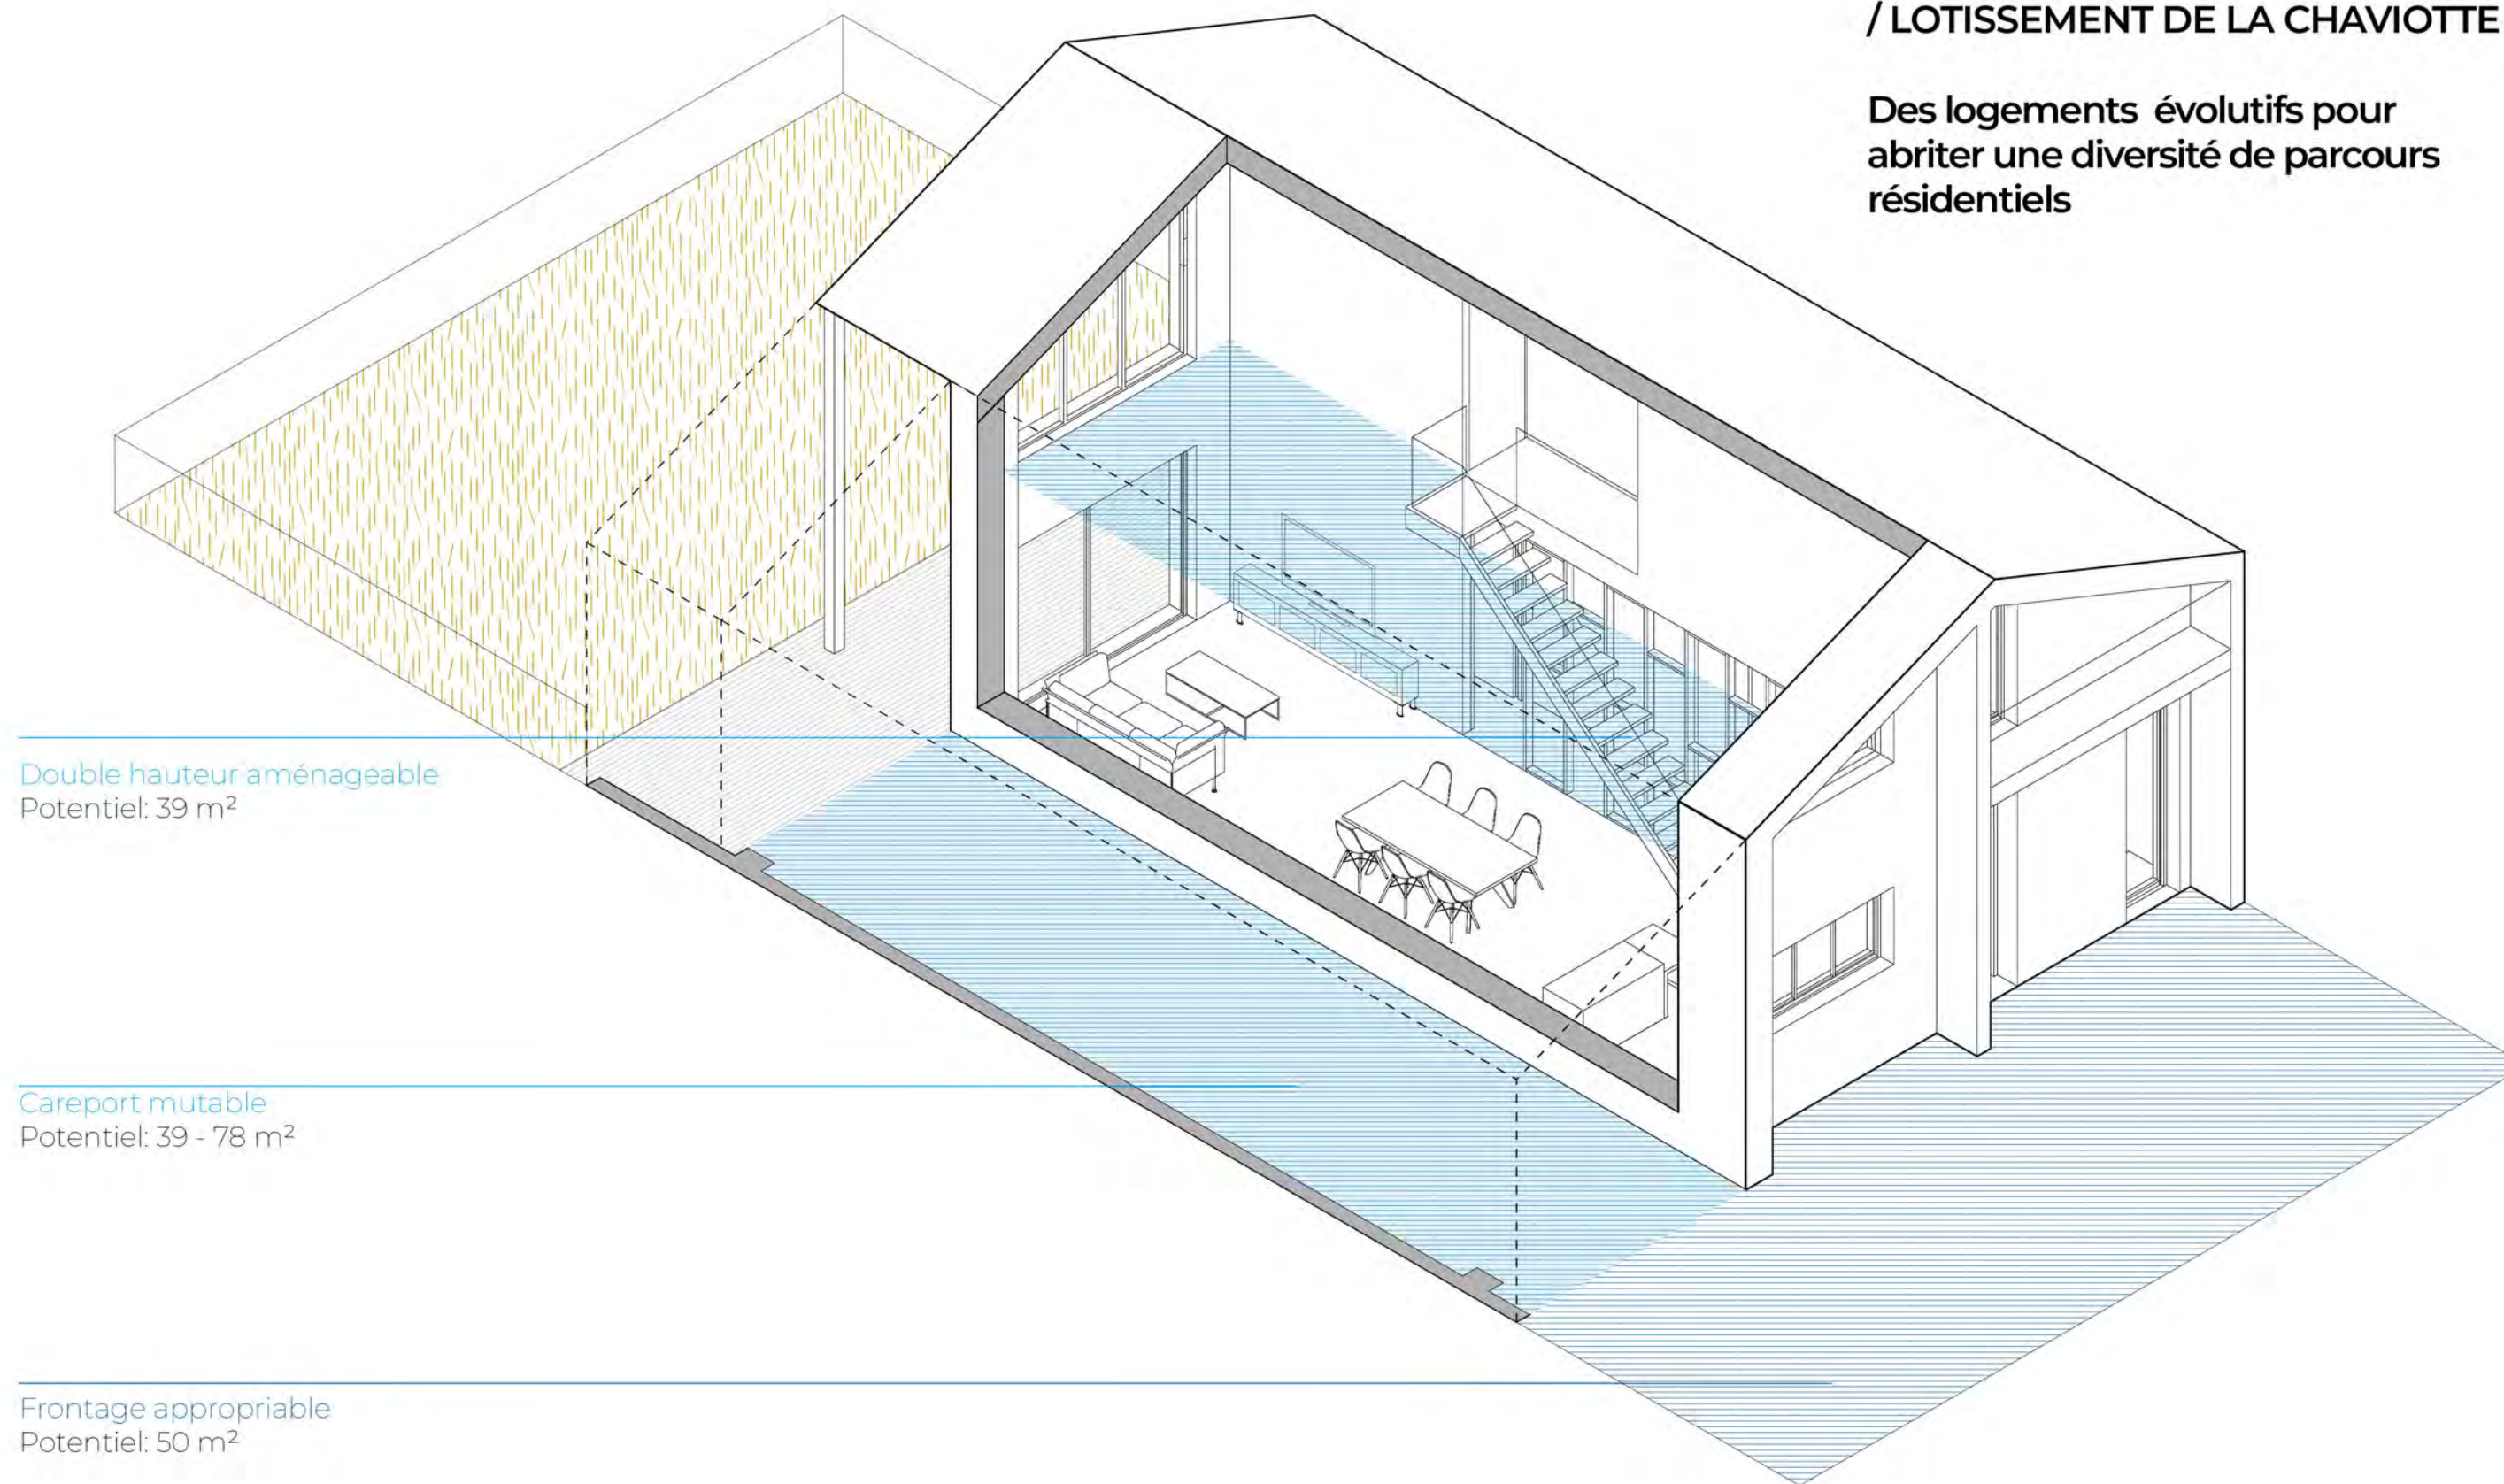 / LOTISSEMENT DE LA CHAVIOTTE
Des logements évolutifs pour
abriter une diversité de parcours
résidentiels
Double hauteur aménageable
Potentiel: 39 m²
Careport mutable
Potentiel: 39 - 78 m²
Frontage appropriable
Potentiel: 50 m²